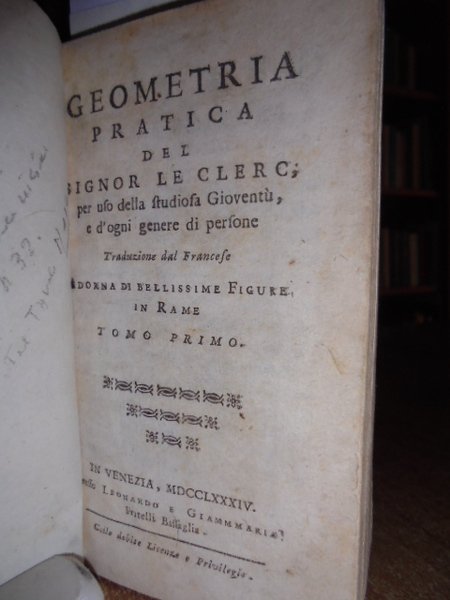 GEOMETRIA
PRATICA
DEL
SIGNOR LE CLERC;
per uſo della ſtudioſa Gioventù,
e d'ogni genere di perſone
Traduzione dal Franceſe
ADORNA DI BELLISSIME FIGURE
IN RAME
TOMO PRIMO.
IN VENEZIA, MDCCLXXXIV.
LEONARDO E GIAMMMARIA
Fratelli Baſſaglia.
Colle debite Licenze e Privilegio.